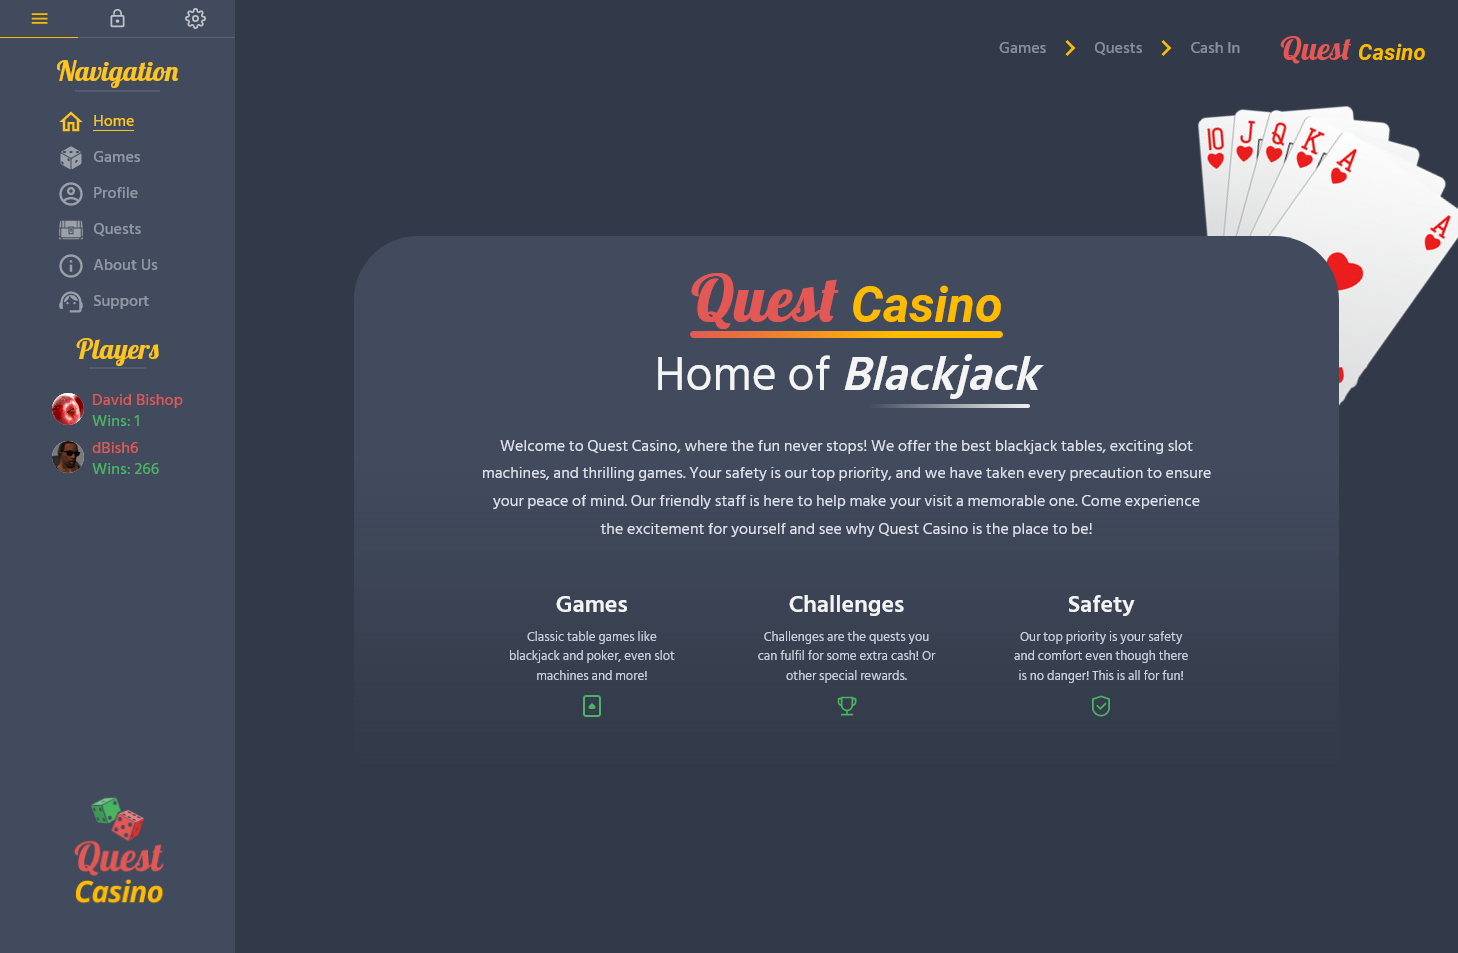 Navigation
Home
Games
Profile
Quests
About Us
Support
Players
David Bishop
Wins: 1
dBish6
Wins: 266
Quest
Casino
Games Quests Cash In Quest Casino
10 J Q K A
A
Quest Casino
Home of Blackjack
Welcome to Quest Casino, where the fun never stops! We offer the best blackjack tables, exciting slot
machines, and thrilling games. Your safety is our top priority, and we have taken every precaution to ensure
your peace of mind. Our friendly staff is here to help make your visit a memorable one. Come experience
the excitement for yourself and see why Quest Casino is the place to be!
Games
Classic table games like
blackjack and poker, even slot
machines and more!
Challenges
Challenges are the quests you
can fulfil for some extra cash! Or
other special rewards.
Safety
Our top priority is your safety
and comfort even though there
is no danger! This is all for fun!